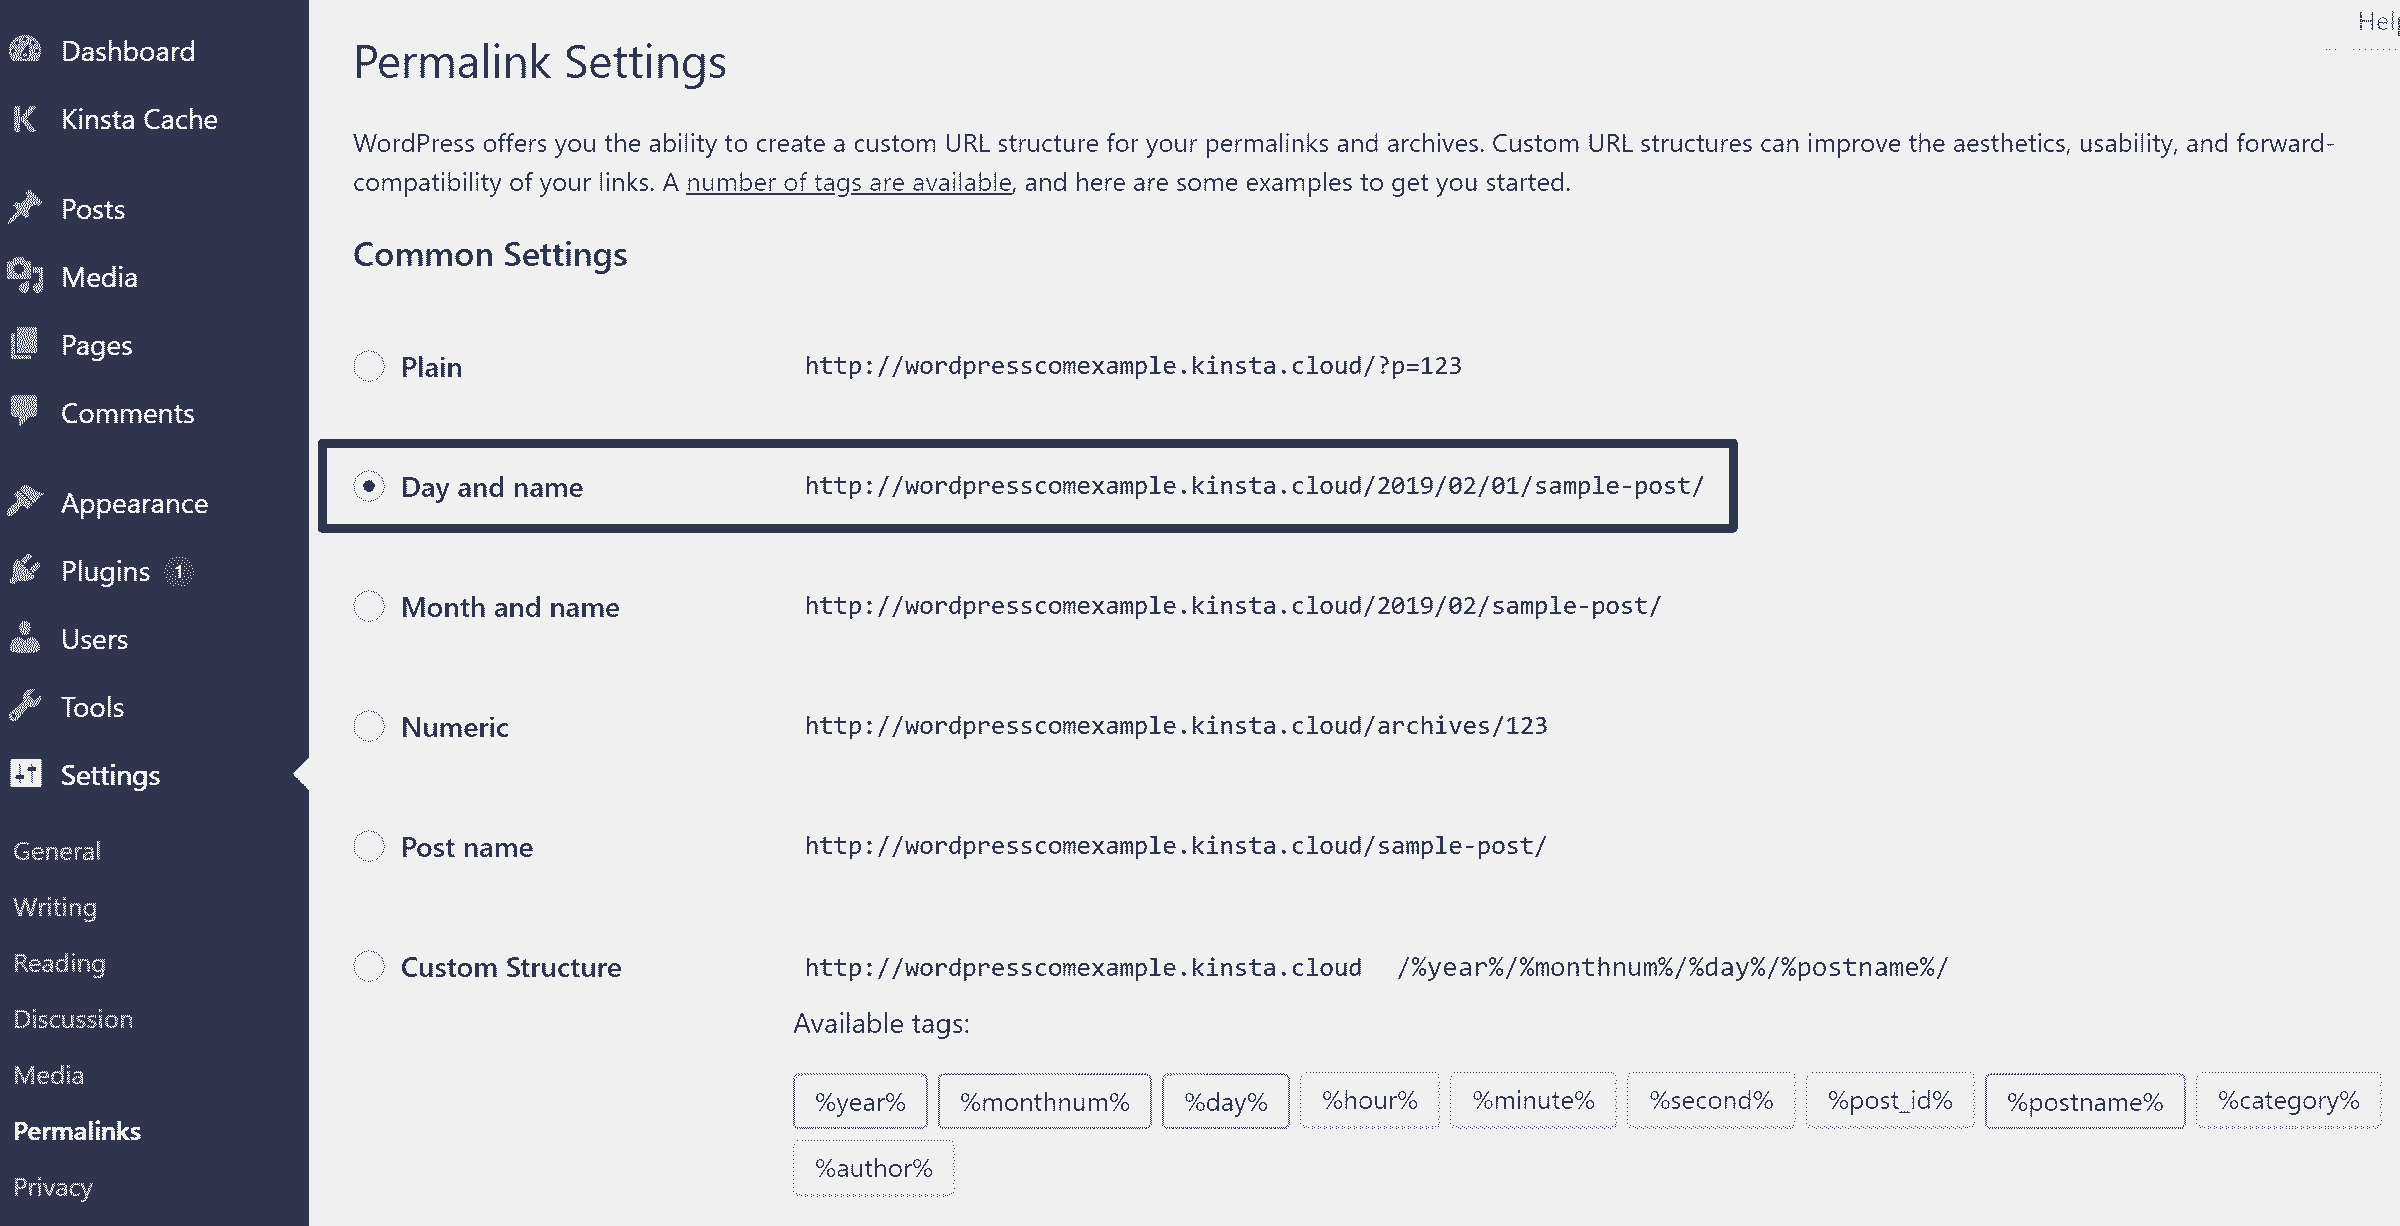 Dashboard
Kinsta Cache
Posts
Media
Pages
Comments
Appearance
Plugins 1
Users
Tools
Settings
General
Writing
Reading
Discussion
Media
Permalinks
Privacy
Help
Permalink Settings
WordPress offers you the ability to create a custom URL structure for your permalinks and archives. Custom URL structures can improve the aesthetics, usability, and forward-
compatibility of your links. A number of tags are available, and here are some examples to get you started.
Common Settings
Plain http://wordpresscomexample.kinsta.cloud/?p=123
Day and name http://wordpresscomexample.kinsta.cloud/2019/02/01/sample-post/
Month and name http://wordpresscomexample.kinsta.cloud/2019/02/sample-post/
Numeric http://wordpresscomexample.kinsta.cloud/archives/123
Post name http://wordpresscomexample.kinsta.cloud/sample-post/
Custom Structure http://wordpresscomexample.kinsta.cloud /%year%/%monthnum%/%day%/%postname%/
Available tags:
%year% %monthnum% %day% %hour% %minute% %second% %post_id% %postname% %category%
%author%